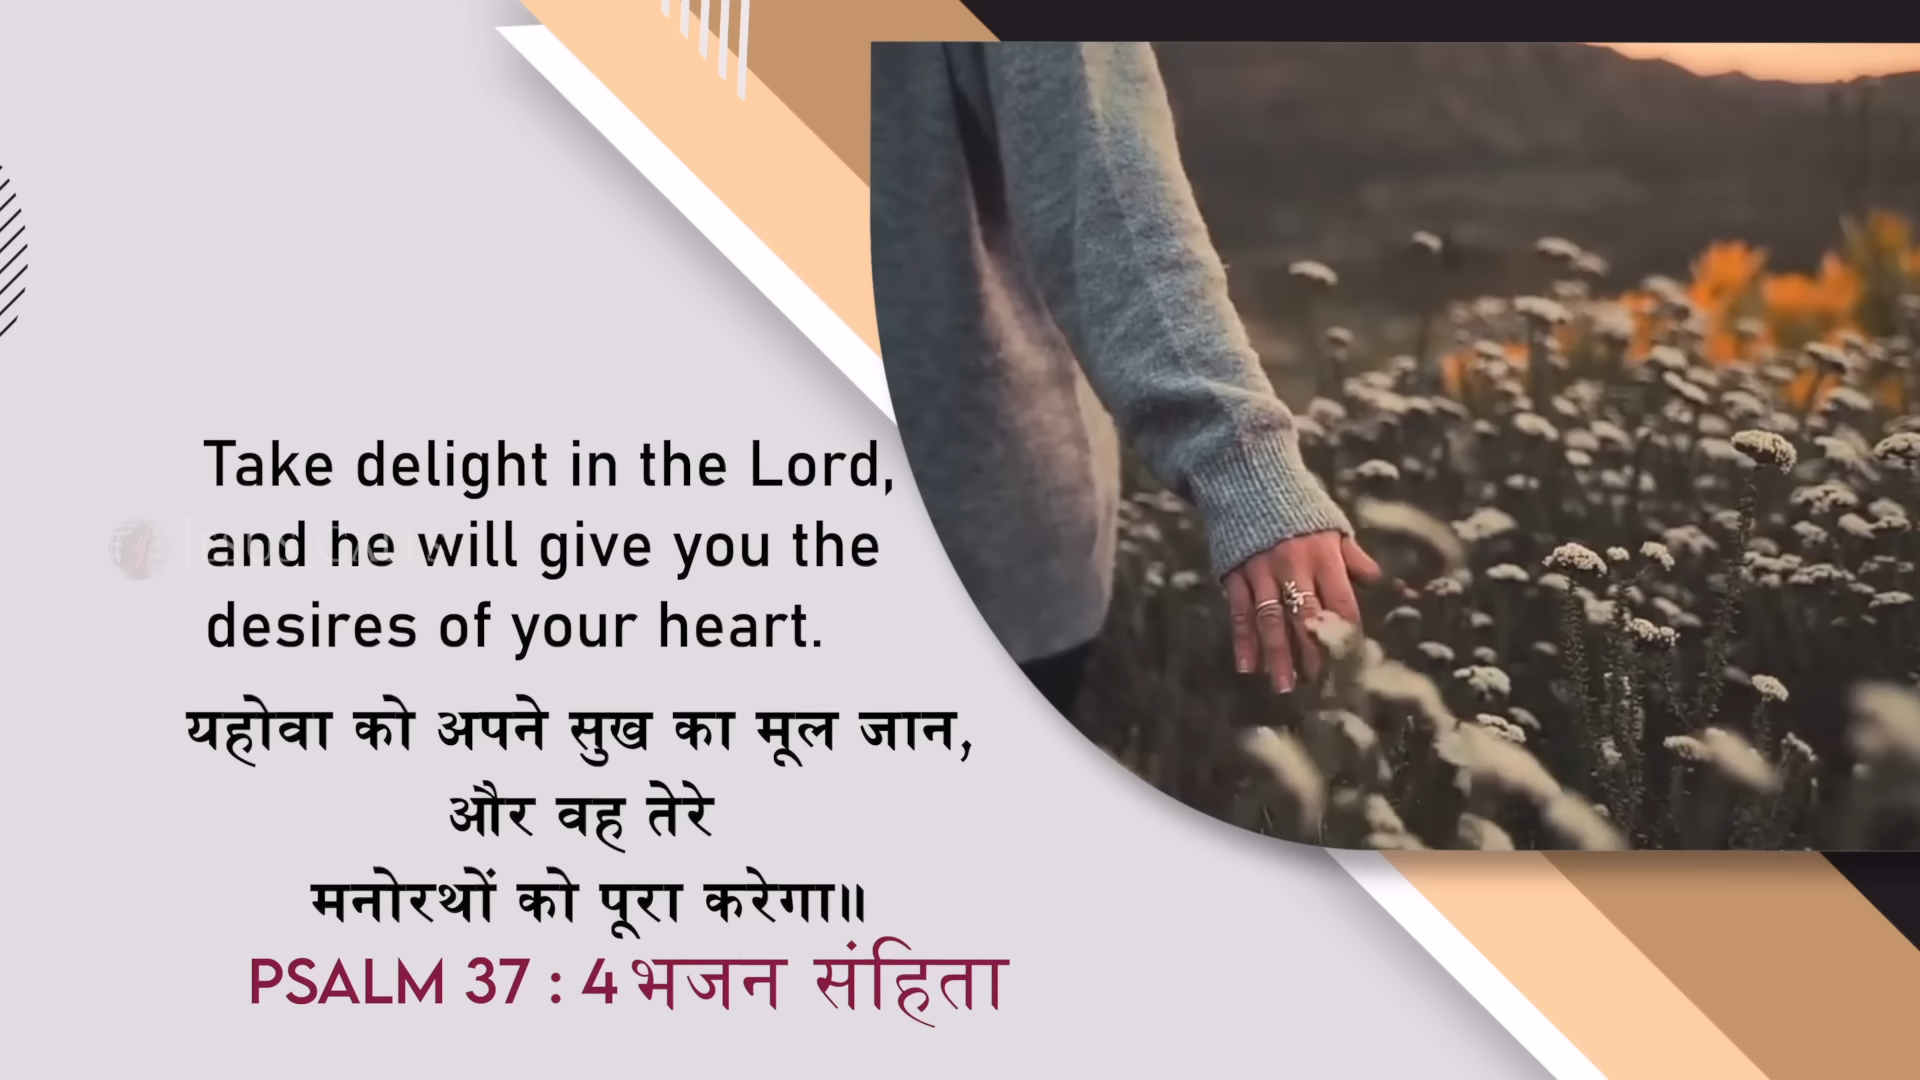 Take delight in the Lord,
and he will give you the
desires of your heart.
यहोवा को अपने सुख का मूल जान,
और वह तेरे
मनोरथों को पूरा करेगा॥
PSALM 37 : 4 भजन संहिता